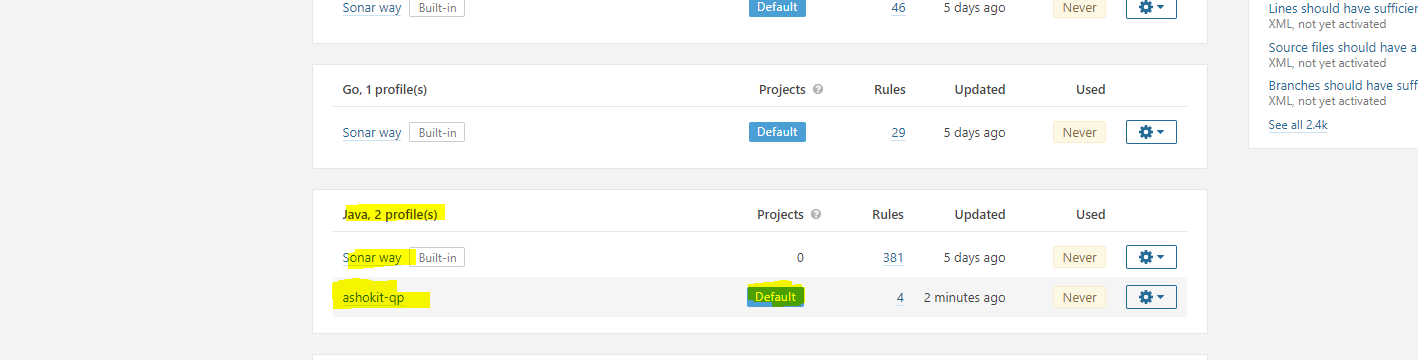 Sonar way Built-in Default 46 5 days ago Never
Go, 1 profile(s) Projects ? Rules Updated Used
Sonar way Built-in Default 29 5 days ago Never
Java, 2 profile(s) Projects ? Rules Updated Used
Sonar way Built-in 0 381 5 days ago Never
ashokit-qp Default 4 2 minutes ago Never
Lines should have sufficien
XML, not yet activated
Source files should have a
XML, not yet activated
Branches should have suff
XML, not yet activated
See all 2.4k